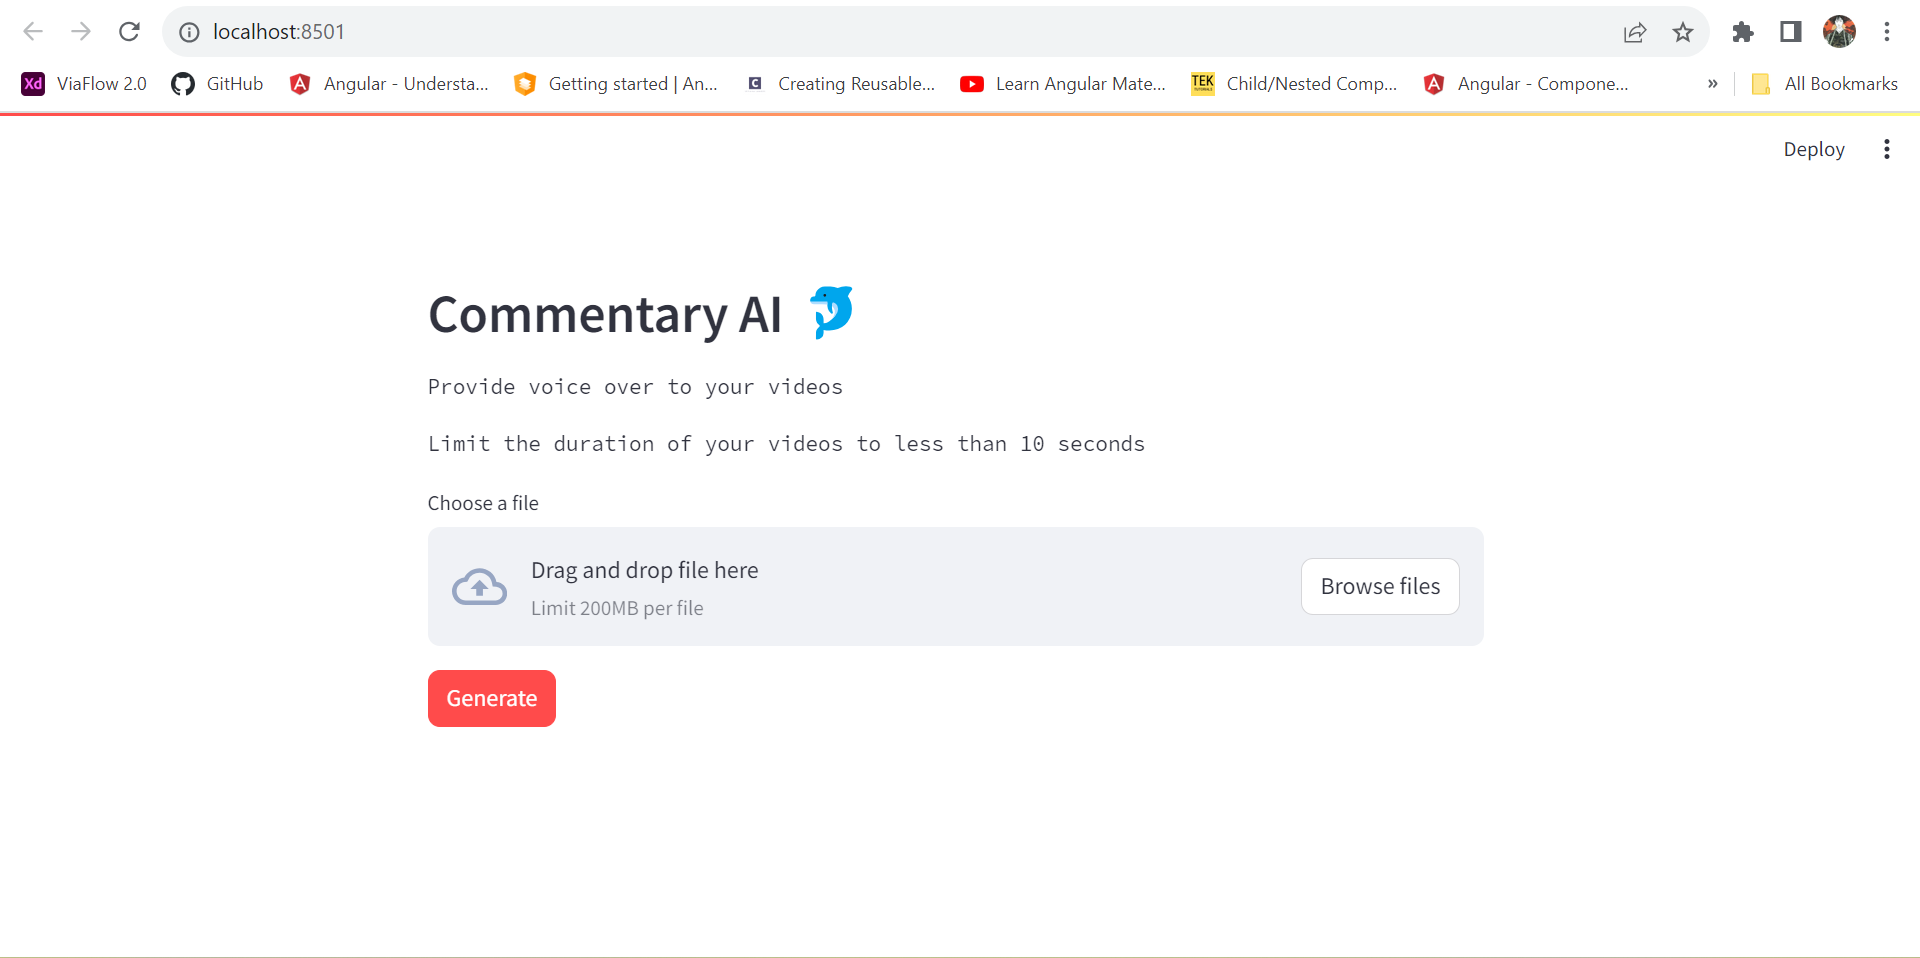 localhost:8501
Xd ViaFlow 2.0 GitHub Angular - Understa... Getting started | An... C Creating Reusable... Learn Angular Mate... TEK TUTORIALS Child/Nested Comp... Angular - Compone... » All Bookmarks
Deploy
Commentary AI
Provide voice over to your videos
Limit the duration of your videos to less than 10 seconds
Choose a file
Drag and drop file here
Limit 200MB per file
Browse files
Generate